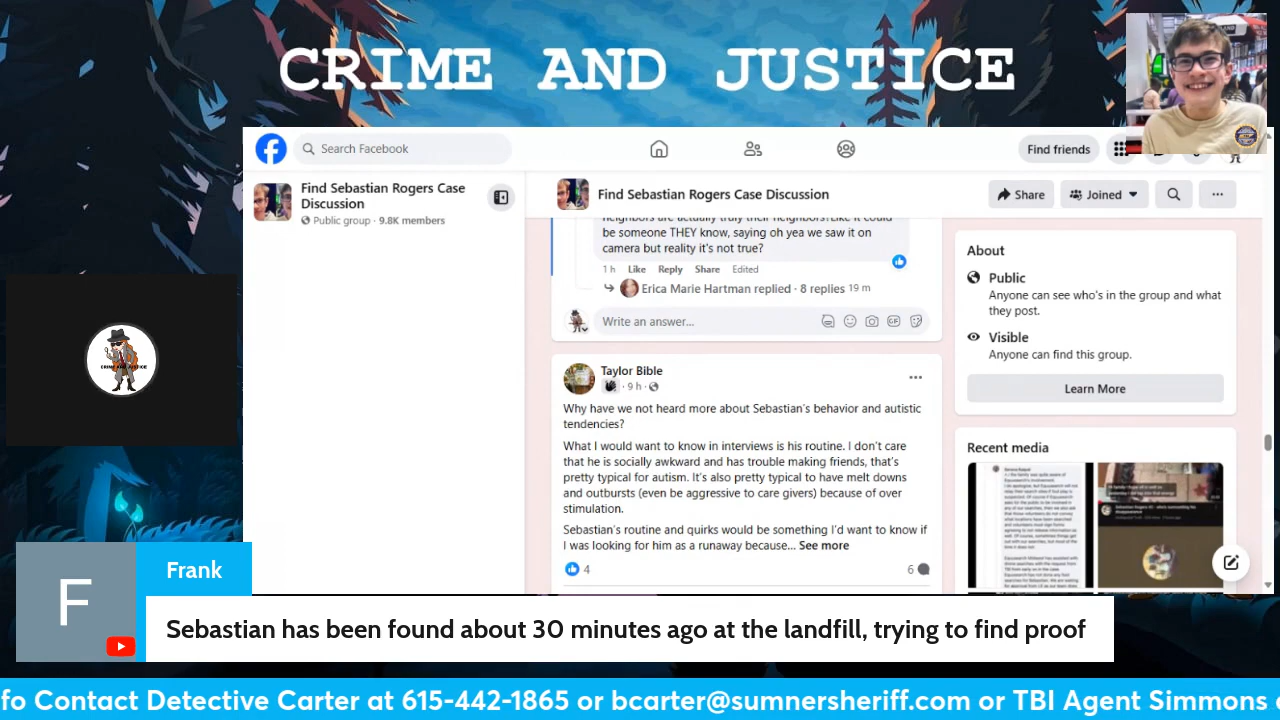 CRIME AND JUSTICE
Search Facebook
Find friends
Find Sebastian Rogers Case
Discussion
Public group · 9.8K members
Find Sebastian Rogers Case Discussion
Share
Joined
neighbors are actually truly their neighbors!Like it could
be someone THEY know, saying oh yea we saw it on
camera but reality it's not true?
1 h Like Reply Share Edited
Erica Marie Hartman replied · 8 replies 19 m
Write an answer...
GIF
Taylor Bible
· 9 h ·
Why have we not heard more about Sebastian's behavior and autistic
tendencies?
What I would want to know in interviews is his routine. I don't care
that he is socially awkward and has trouble making friends, that's
pretty typical for autism. It's also pretty typical to have melt downs
and outbursts (even be aggressive to care givers) because of over
stimulation.
Sebastian's routine and quirks would be something I'd want to know if
I was looking for him as a runaway because... See more
4
6
About
Public
Anyone can see who's in the group and what
they post.
Visible
Anyone can find this group.
Learn More
Recent media
CRIME AND JUSTICE
F
Frank
Sebastian has been found about 30 minutes ago at the landfill, trying to find proof
fo Contact Detective Carter at 615-442-1865 or bcarter@sumnersheriff.com or TBI Agent Simmons